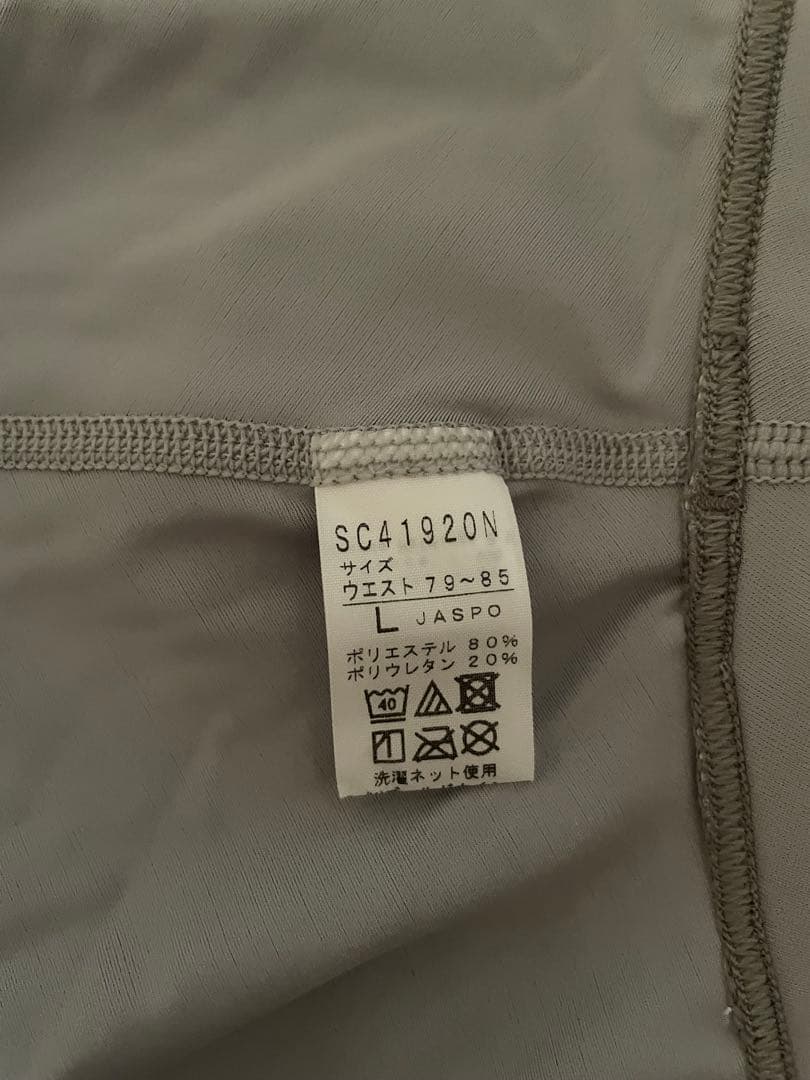 SC41920N
サイズ
ウエスト 79〜85
L JASPO
ポリエステル 80%
ポリウレタン 20%
40
洗濯ネット使用